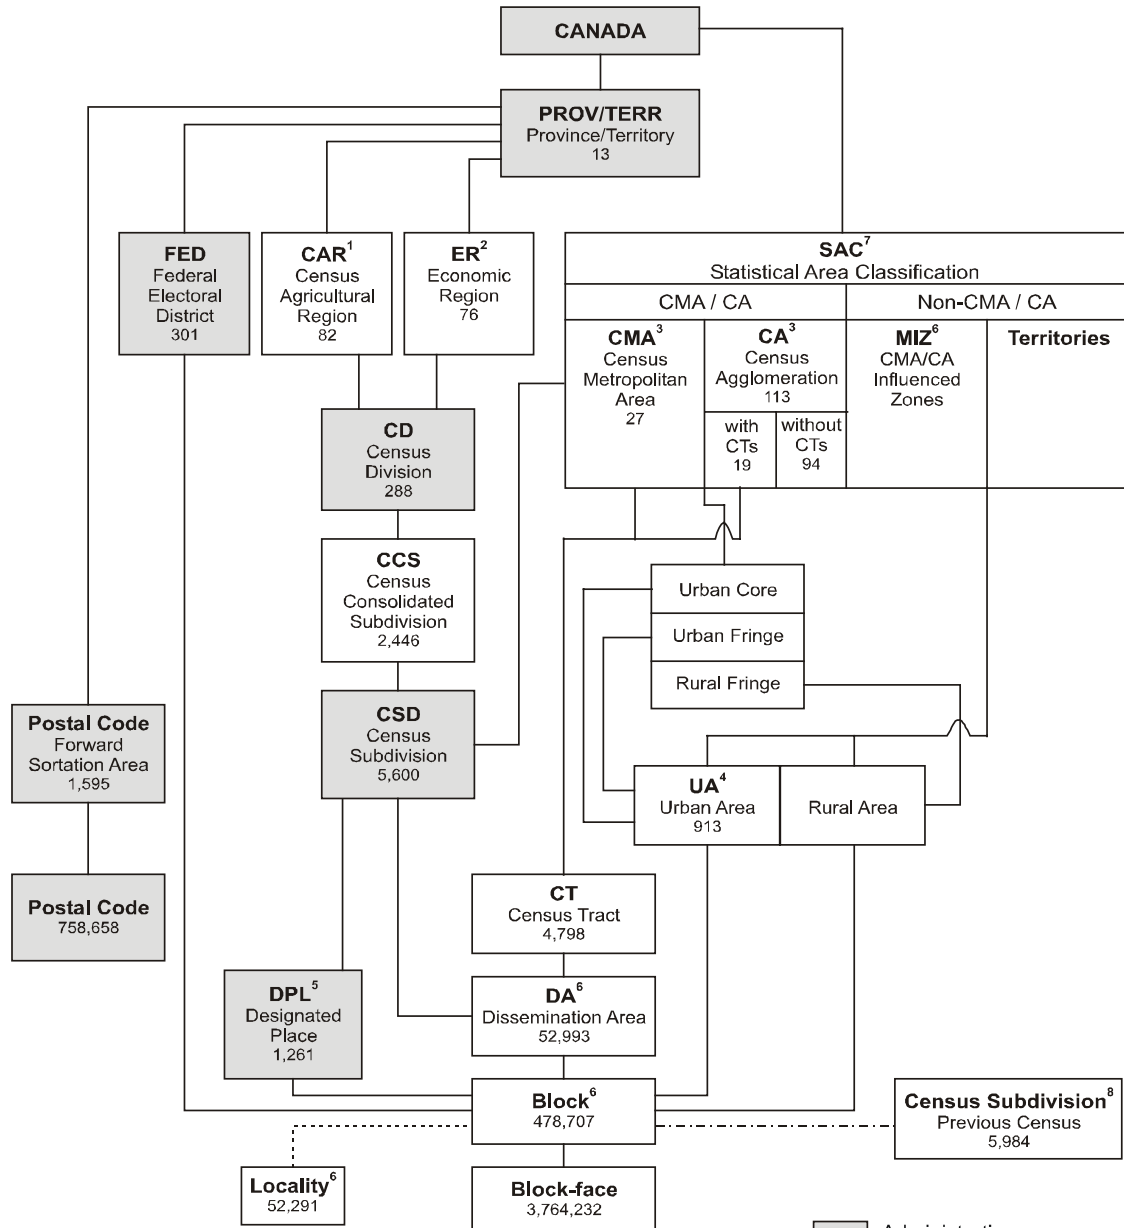 CANADA
PROV/TERR
Province/Territory
13
FED
Federal
Electoral
District
301
CAR1
Census
Agricultural
Region
82
ER2
Economic
Region
76
SAC7
Statistical Area Classification
CMA / CA
Non-CMA / CA
CMA3
Census
Metropolitan
Area
27
CA3
Census
Agglomeration
113
with
CTs
19
without
CTs
94
MIZ6
CMA/CA
Influenced
Zones
Territories
CD
Census
Division
288
CCS
Census
Consolidated
Subdivision
2,446
Urban Core
Urban Fringe
Rural Fringe
CSD
Census
Subdivision
5,600
Postal Code
Forward
Sortation Area
1,595
UA4
Urban Area
913
Rural Area
Postal Code
758,658
CT
Census Tract
4,798
DPL5
Designated
Place
1,261
DA6
Dissemination Area
52,993
Block6
478,707
Census Subdivision8
Previous Census
5,984
Locality6
52,291
Block-face
3,764,232